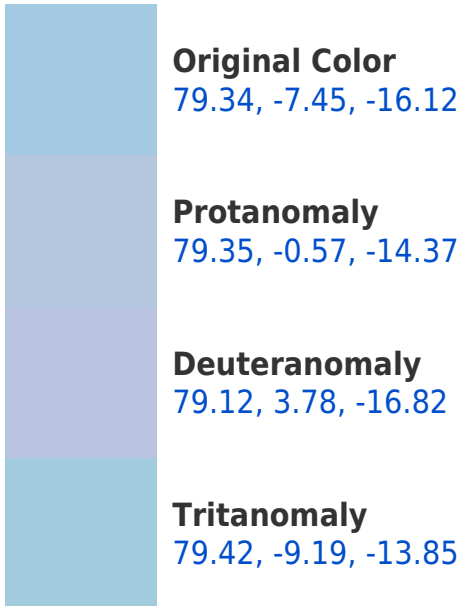 Original Color
79.34, -7.45, -16.12
Protanomaly
79.35, -0.57, -14.37
Deuteranomaly
79.12, 3.78, -16.82
Tritanomaly
79.42, -9.19, -13.85